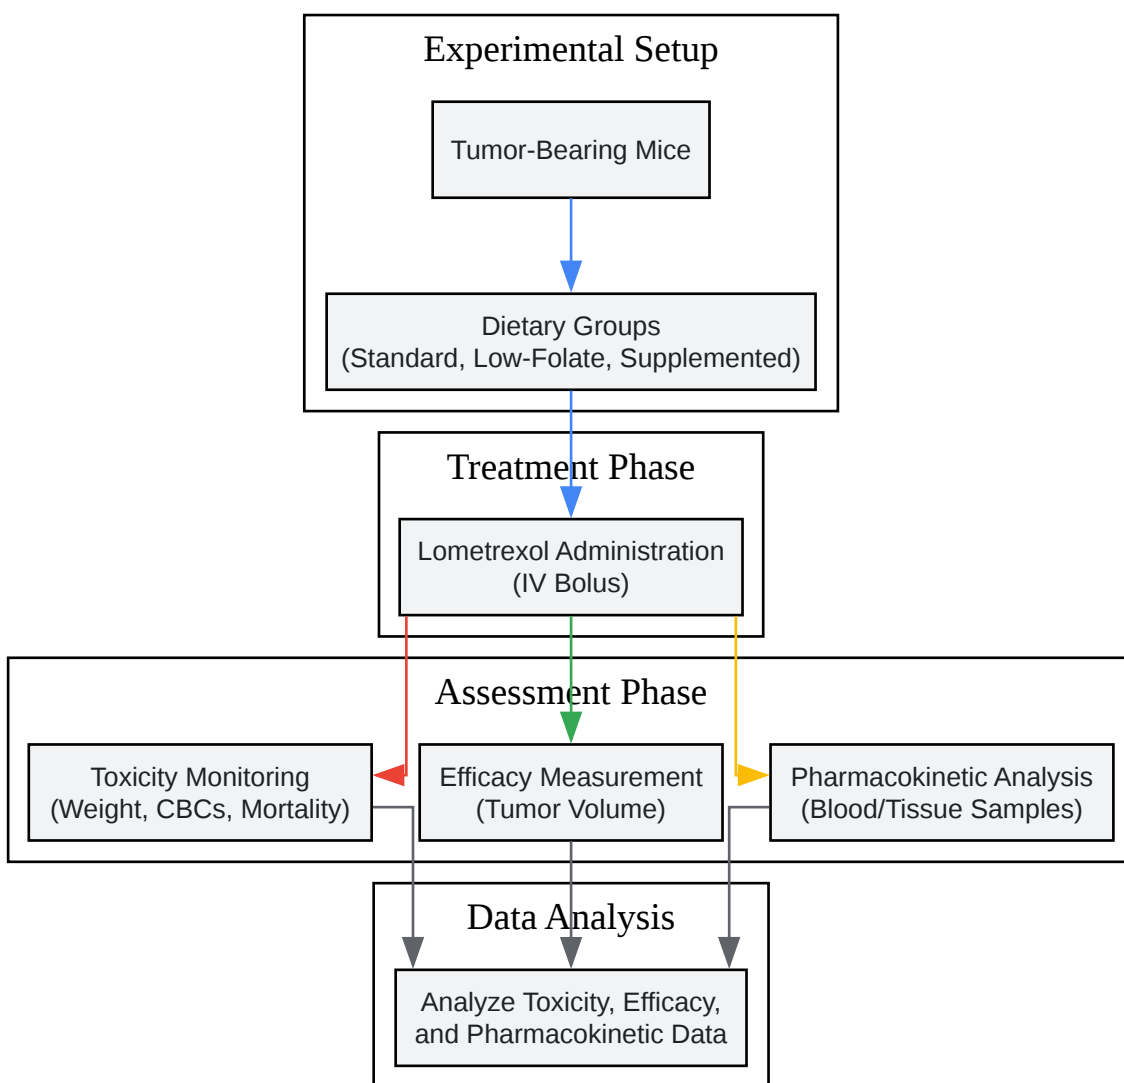 Experimental Setup
Tumor-Bearing Mice
Dietary Groups
(Standard, Low-Folate, Supplemented)
Treatment Phase
Lometrexol Administration
(IV Bolus)
Assessment Phase
Toxicity Monitoring
(Weight, CBCs, Mortality)
Efficacy Measurement
(Tumor Volume)
Pharmacokinetic Analysis
(Blood/Tissue Samples)
Data Analysis
Analyze Toxicity, Efficacy,
and Pharmacokinetic Data